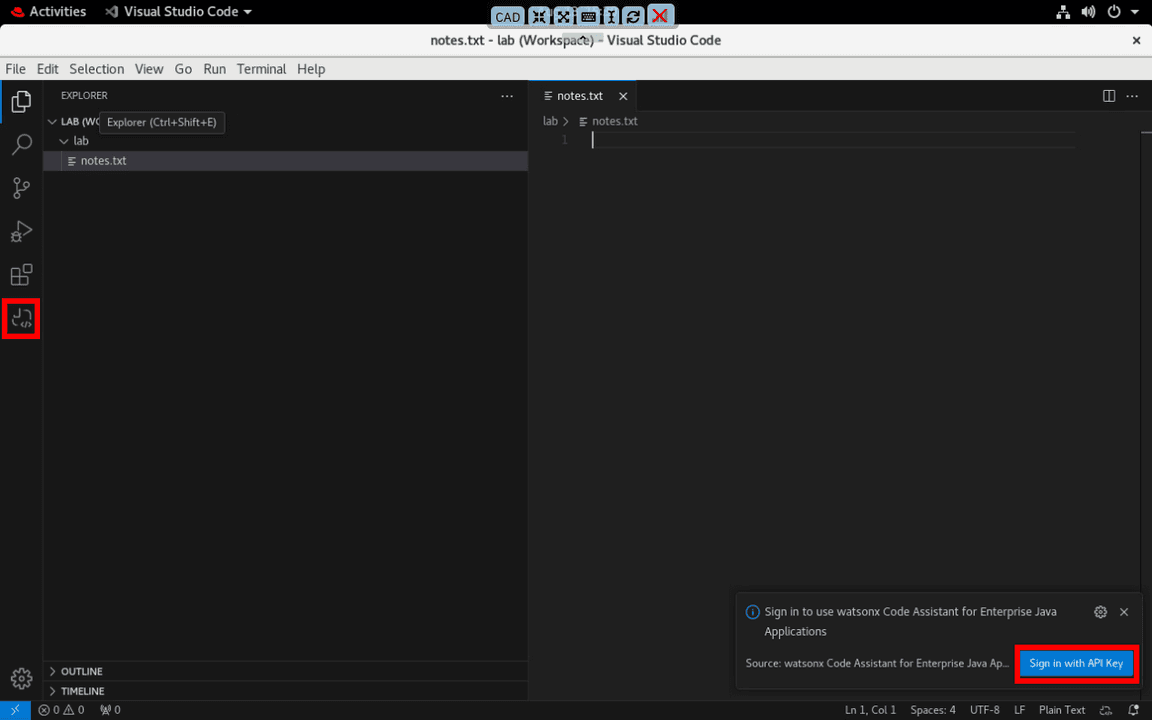 Activities
Visual Studio Code
CAD
notes.txt - lab (Workspace) - Visual Studio Code
File Edit Selection View Go Run Terminal Help
EXPLORER
notes.txt
LAB (WO
Explorer (Ctrl+Shift+E)
lab > notes.txt
lab
1
notes.txt
Sign in to use watsonx Code Assistant for Enterprise Java
Applications
Source: watsonx Code Assistant for Enterprise Java Ap...
Sign in with API Key
OUTLINE
TIMELINE
0 0 0
Ln 1, Col 1 Spaces: 4 UTF-8 LF Plain Text